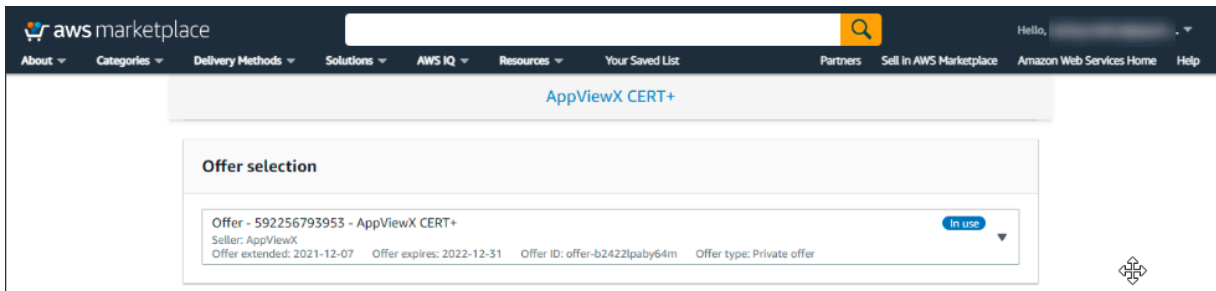 aws marketplace
Hello,
About Categories Delivery Methods Solutions AWS IQ Resources Your Saved List Partners Sell in AWS Marketplace Amazon Web Services Home Help
AppViewX CERT+
Offer selection
Offer - 592256793953 - AppViewX CERT+ In use
Seller: AppViewX
Offer extended: 2021-12-07 Offer expires: 2022-12-31 Offer ID: offer-b2422lpaby64m Offer type: Private offer